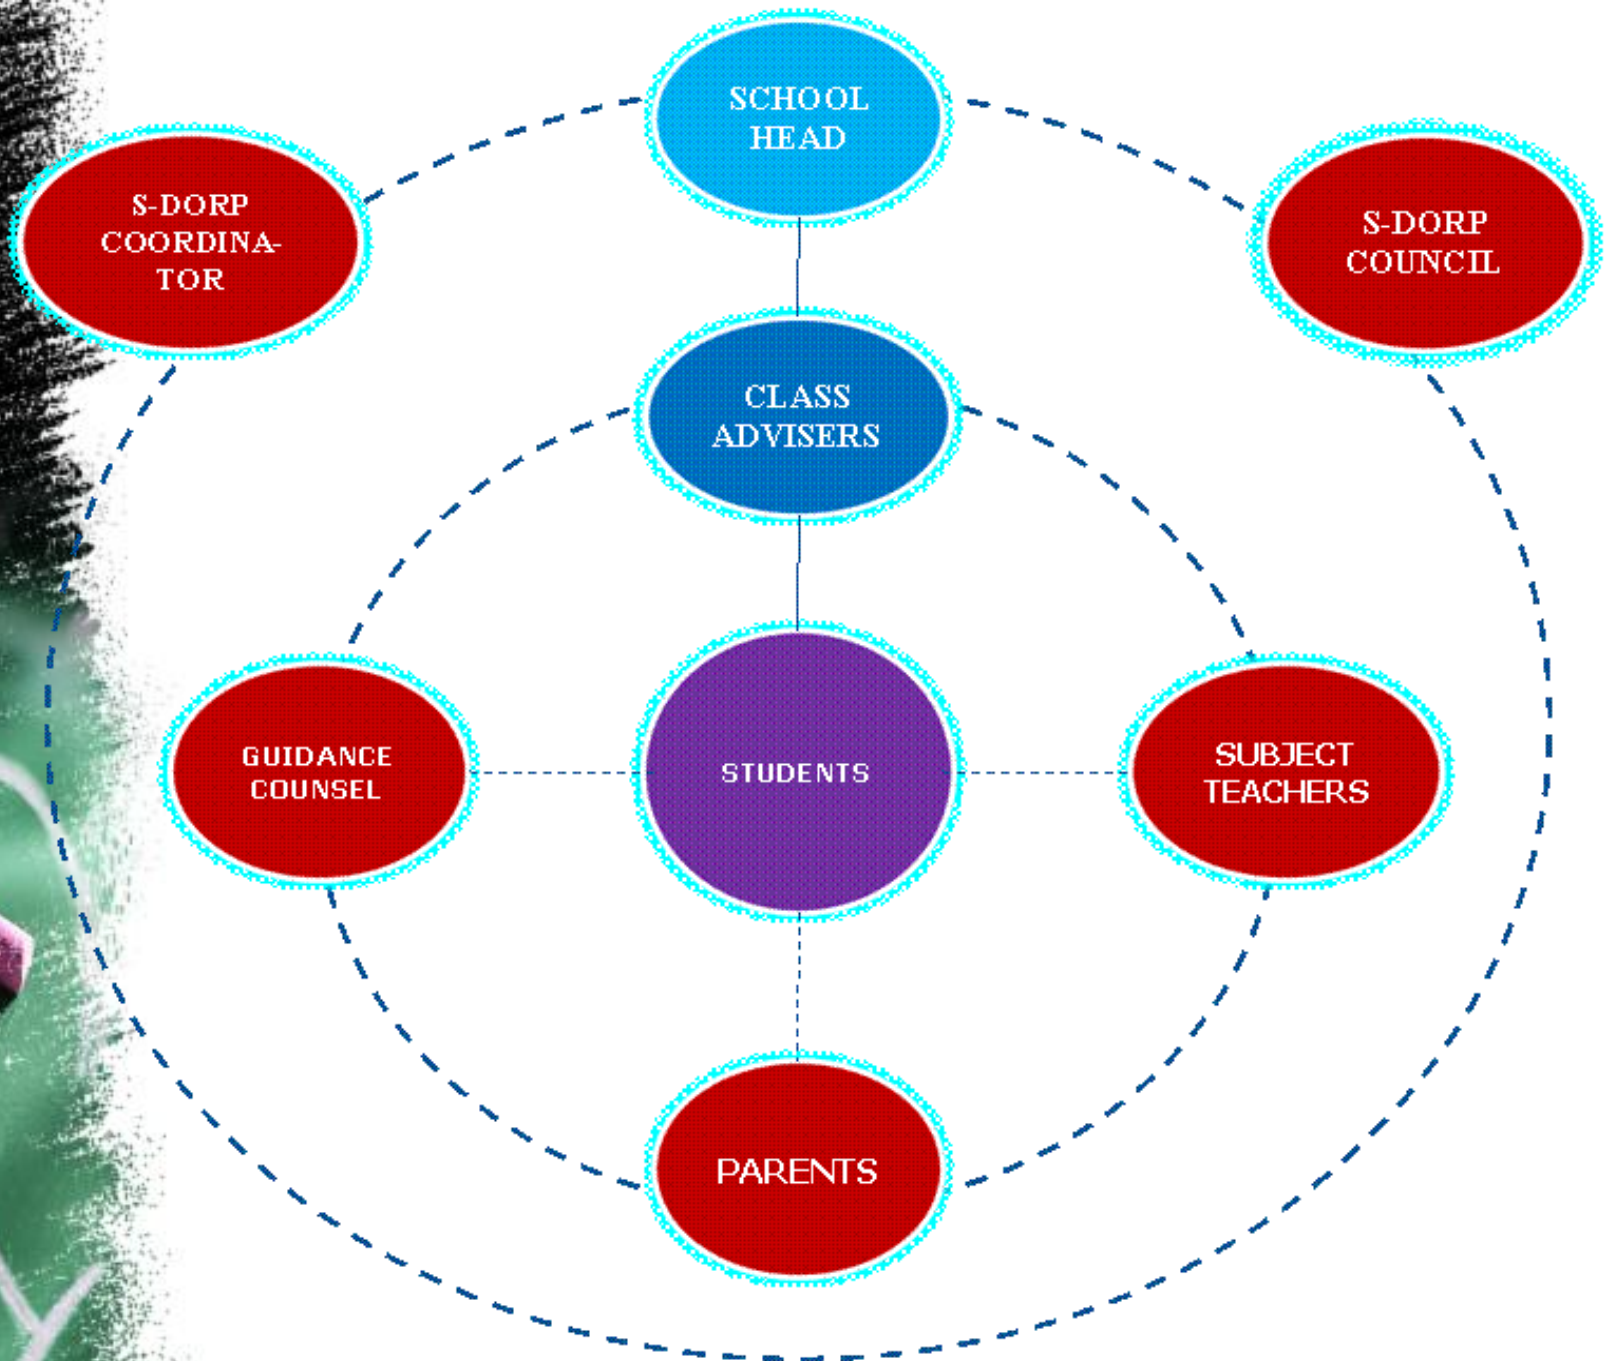 SCHOOL
HEAD
S-DORP
COORDINA-
TOR
S-DORP
COUNCIL
CLASS
ADVISERS
GUIDANCE
COUNSEL
STUDENTS
SUBJECT
TEACHERS
PARENTS